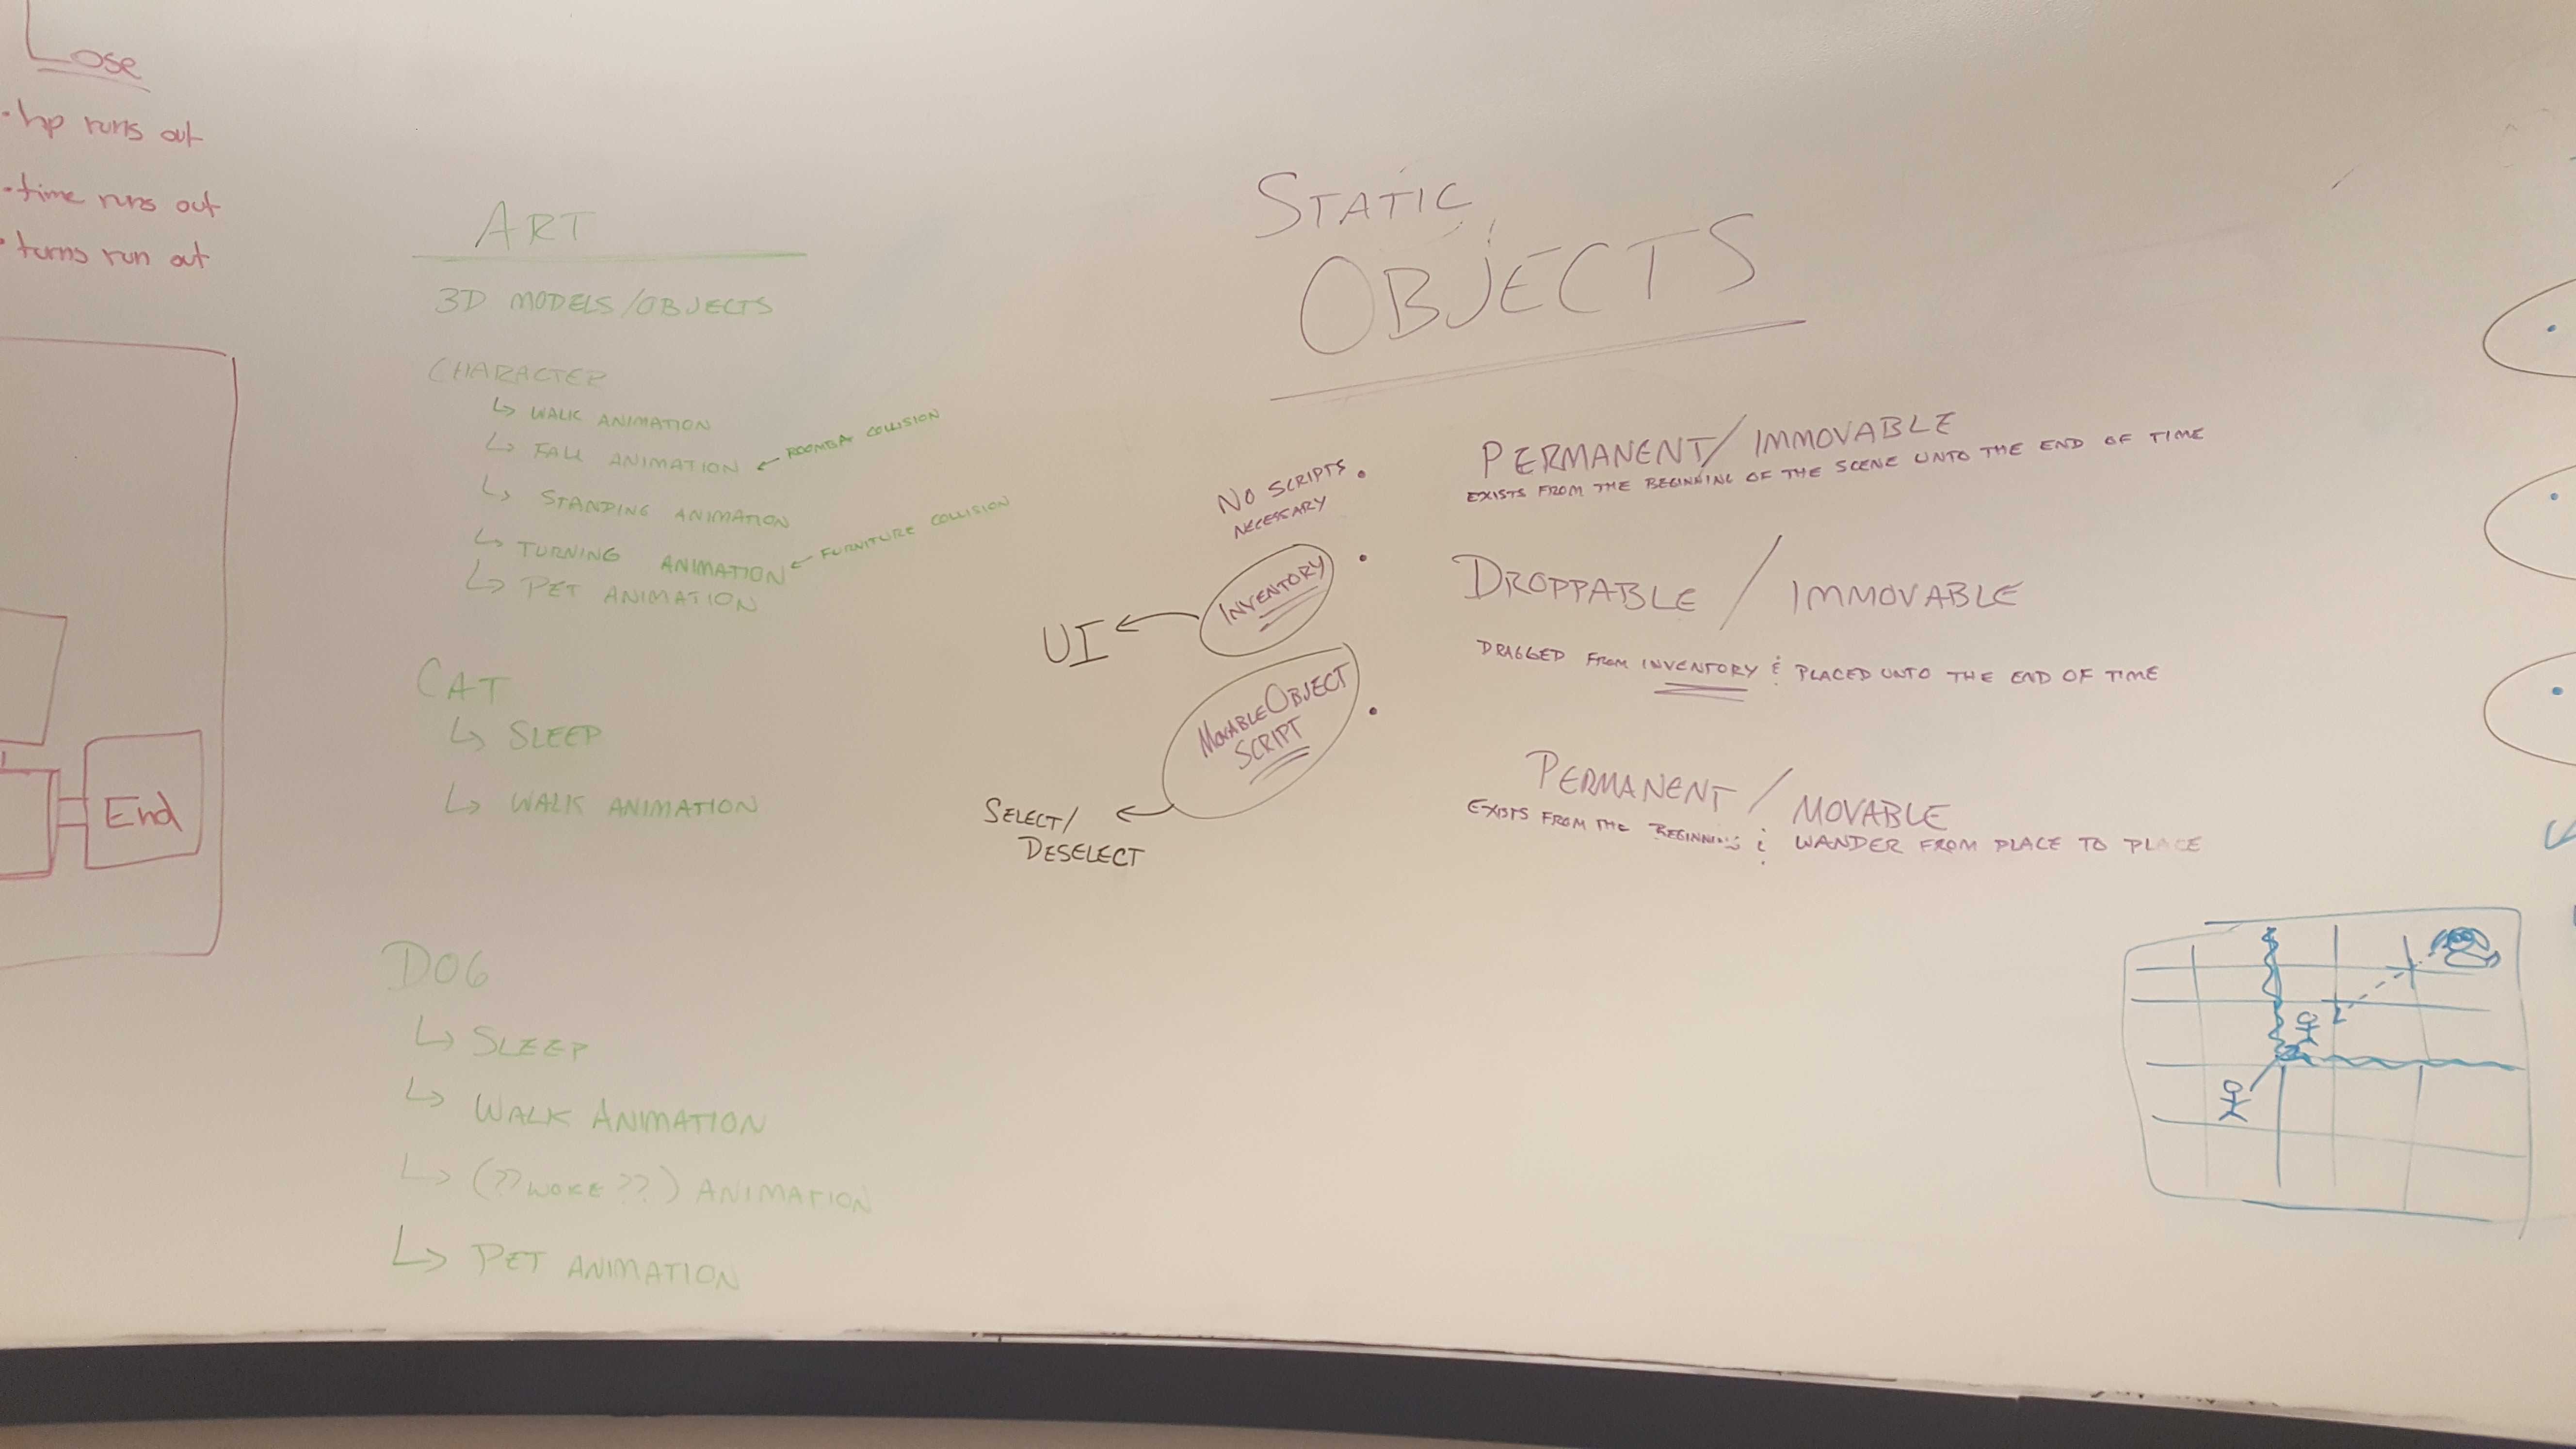 Lose
• hp runs out
• time runs out
• turns run out
End
ART
3D MODELS/OBJECTS
CHARACTER
↳ WALK ANIMATION
↳ FALL ANIMATION ← ROOMBA COLLISION
↳ STANDING ANIMATION
↳ TURNING ANIMATION ← FURNITURE COLLISION
↳ PET ANIMATION
CAT
↳ SLEEP
↳ WALK ANIMATION
DOG
↳ SLEEP
↳ WALK ANIMATION
↳ (??WOKE??) ANIMATION
↳ PET ANIMATION
STATIC
OBJECTS
NO SCRIPTS
NECESSARY
• PERMANENT/IMMOVABLE
EXISTS FROM THE BEGINNING OF THE SCENE UNTO THE END OF TIME
INVENTORY
UI
• DROPPABLE / IMMOVABLE
DRAGGED FROM INVENTORY & PLACED UNTO THE END OF TIME
MOVABLEOBJECT
SCRIPT
SELECT/
DESELECT
• PERMANENT / MOVABLE
EXISTS FROM THE BEGINNING & WANDER FROM PLACE TO PLACE